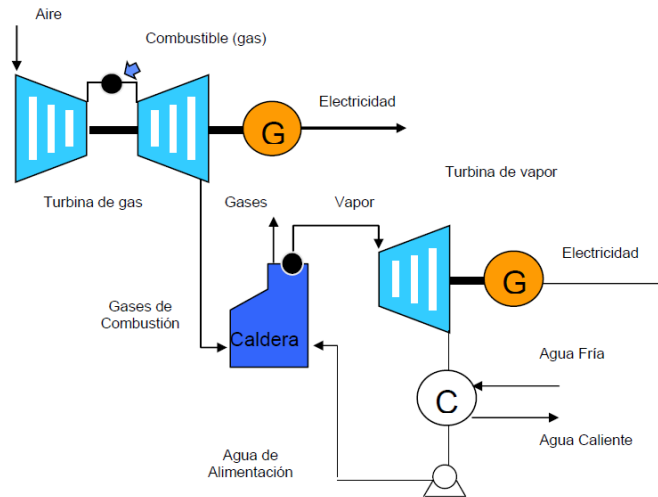 Aire
Combustible (gas)
Electricidad
G
Turbina de gas
Turbina de vapor
Gases
Vapor
Electricidad
G
Gases de
Combustión
Caldera
Agua Fría
C
Agua Caliente
Agua de
Alimentación